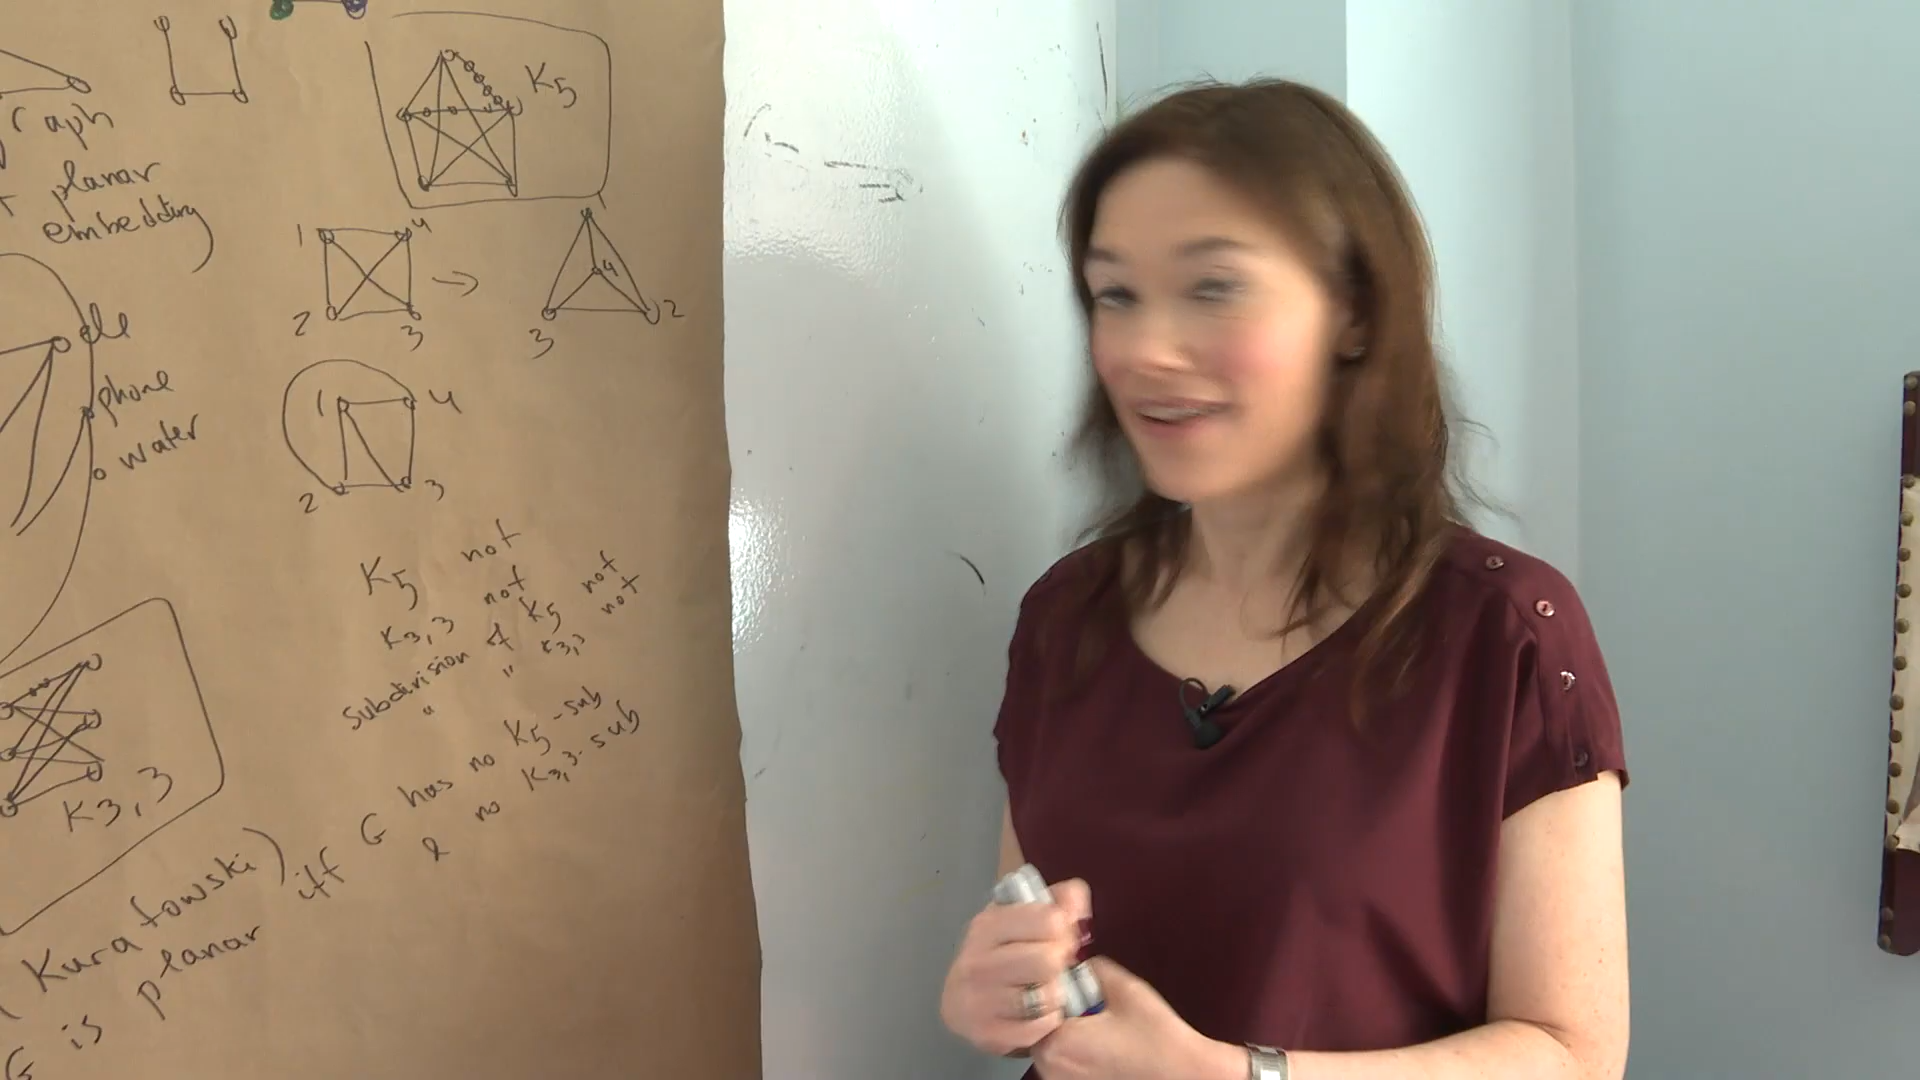 raph
planar
embedding
K5
1 4
2 3
1
4
3 2
1 4
2 3
phone
water
K5 not
K3,3 not
subdivision of K5 not
" " K3,3 not
K3,3
(Kuratowski)
G is planar iff G has no K5-sub
& no K3,3-sub